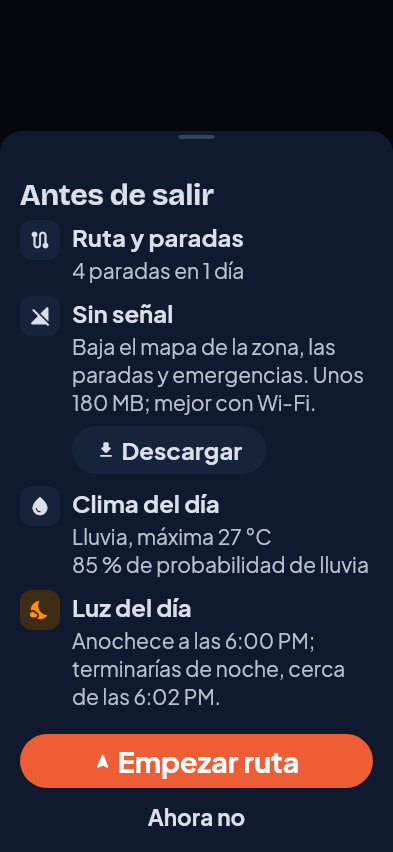 Antes de salir
Ruta y paradas
4 paradas en 1 día
Sin señal
Baja el mapa de la zona, las
paradas y emergencias. Unos
180 MB; mejor con Wi-Fi.
Descargar
Clima del día
Lluvia, máxima 27 °C
85 % de probabilidad de lluvia
Luz del día
Anochece a las 6:00 PM;
terminarías de noche, cerca
de las 6:02 PM.
Empezar ruta
Ahora no